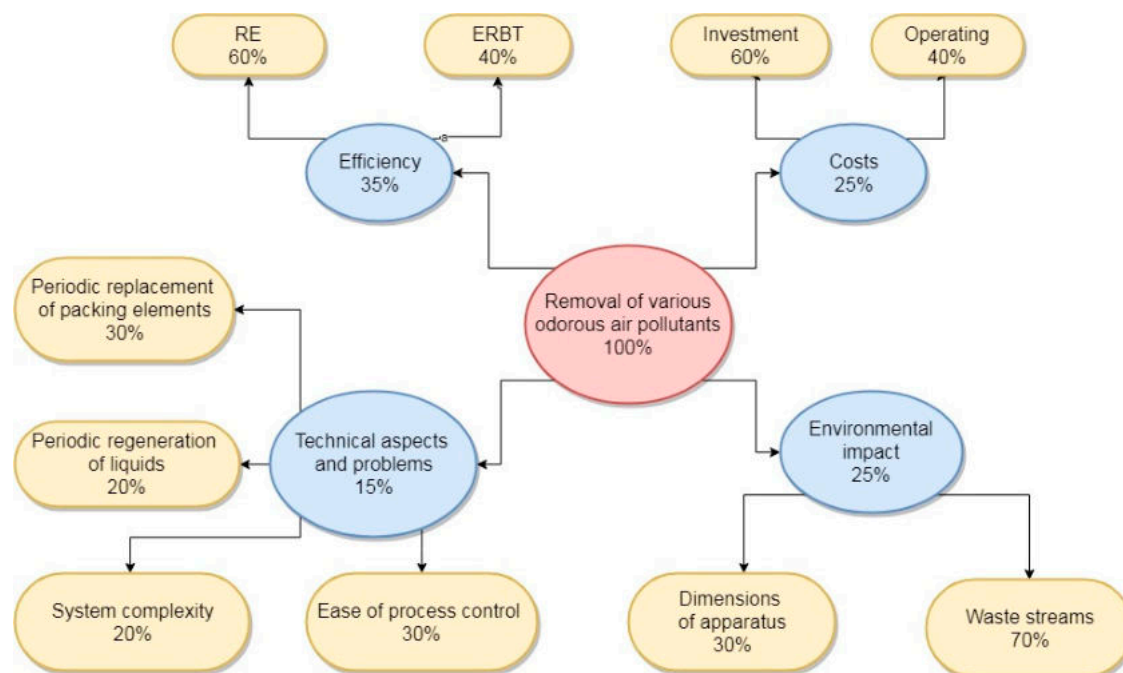 RE
60%
ERBT
40%
Investment
60%
Operating
40%
a
Efficiency
35%
Costs
25%
Removal of various
odorous air pollutants
100%
Periodic replacement
of packing elements
30%
Periodic regeneration
of liquids
20%
Technical aspects
and problems
15%
Environmental
impact
25%
System complexity
20%
Ease of process control
30%
Dimensions
of apparatus
30%
Waste streams
70%